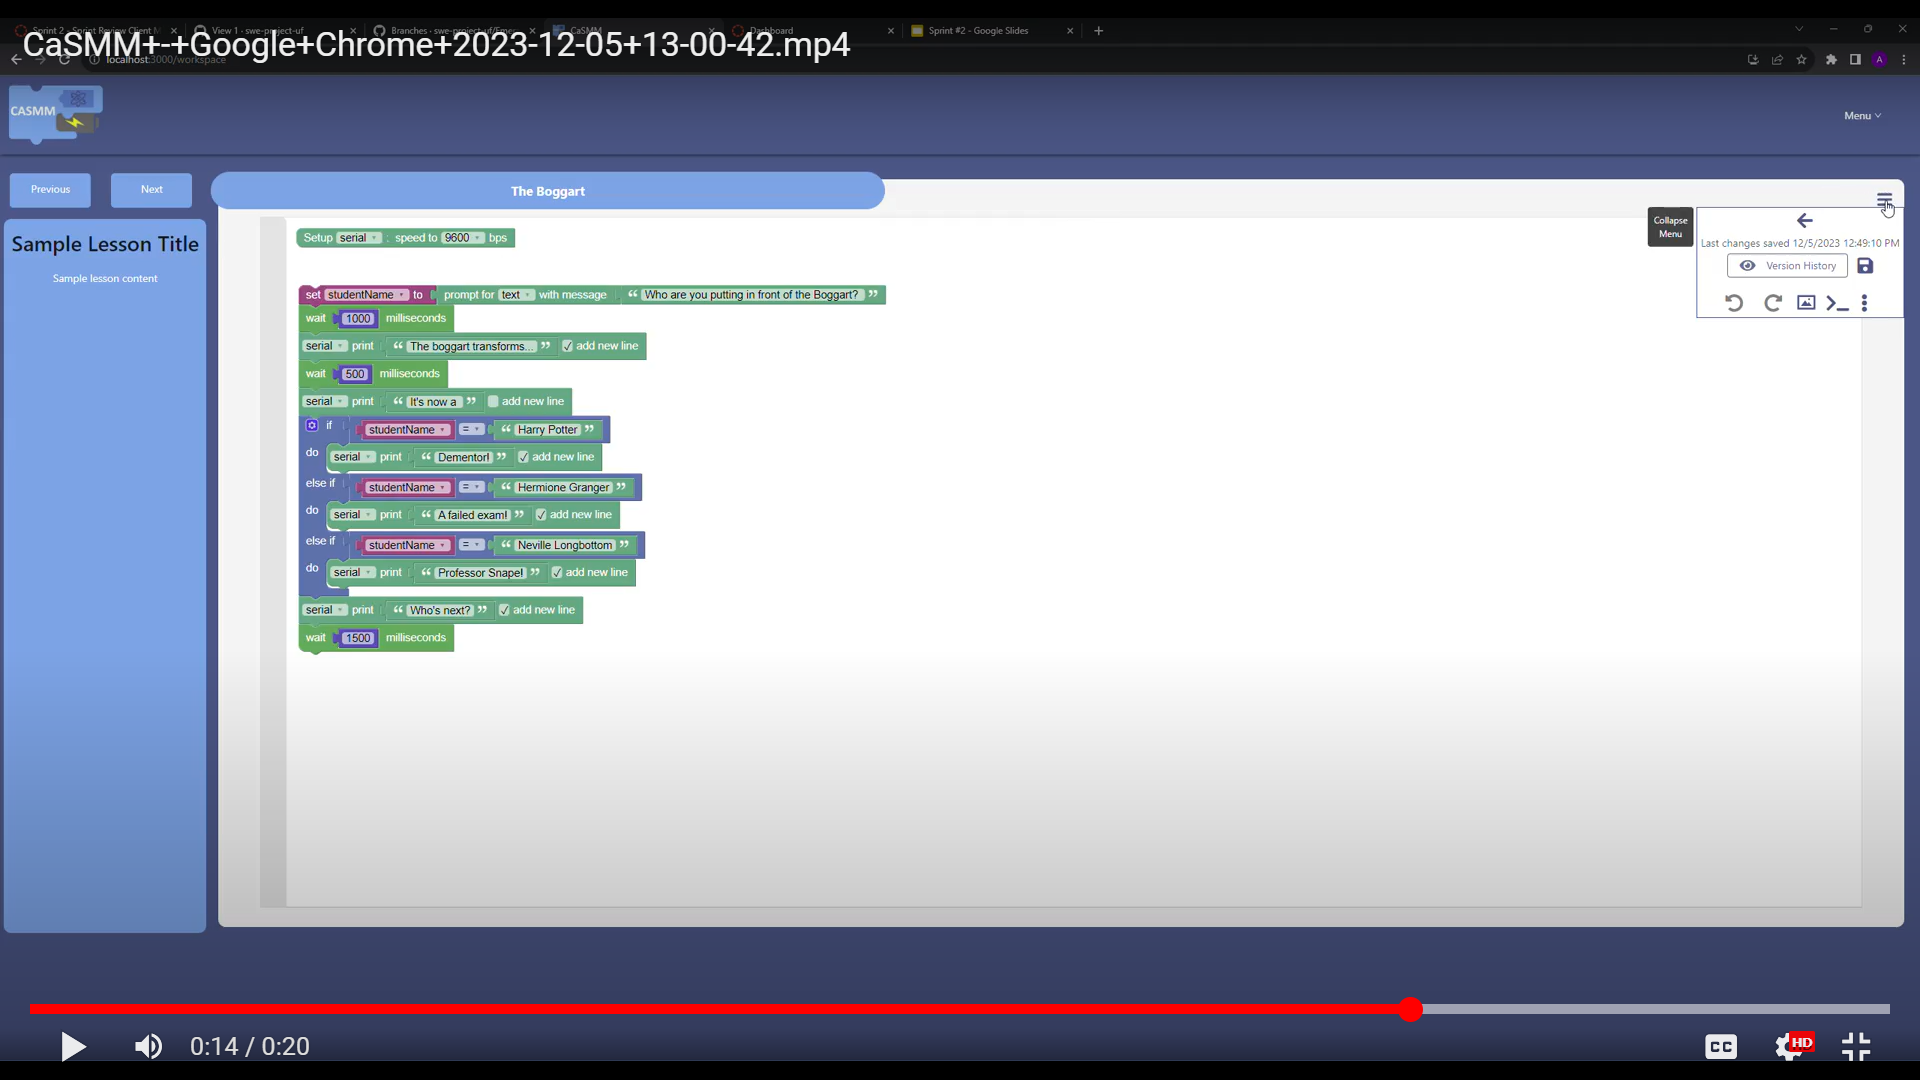 Sprint 2 - Sprint Review Client M
View 1 · swe-project-uf
Branches · swe-project-uf/Eme
CaSMM
Dashboard
Sprint #2 - Google Slides
CaSMM+-+Google+Chrome+2023-12-05+13-00-42.mp4
localhost:3000/workspace
A
CASMM
Menu
Previous
Next
The Boggart
Sample Lesson Title
Sample lesson content
Collapse
Menu
Last changes saved 12/5/2023 12:49:10 PM
Version History
Setup serial : speed to 9600 bps
set studentName to prompt for text with message “ Who are you putting in front of the Boggart? ”
wait 1000 milliseconds
serial print “ The boggart transforms... ” add new line
wait 500 milliseconds
serial print “ It's now a ” add new line
if studentName = “ Harry Potter ”
do serial print “ Dementor! ” add new line
else if studentName = “ Hermione Granger ”
do serial print “ A failed exam! ” add new line
else if studentName = “ Neville Longbottom ”
do serial print “ Professor Snape! ” add new line
serial print “ Who's next? ” add new line
wait 1500 milliseconds
0:14 / 0:20
CC
HD